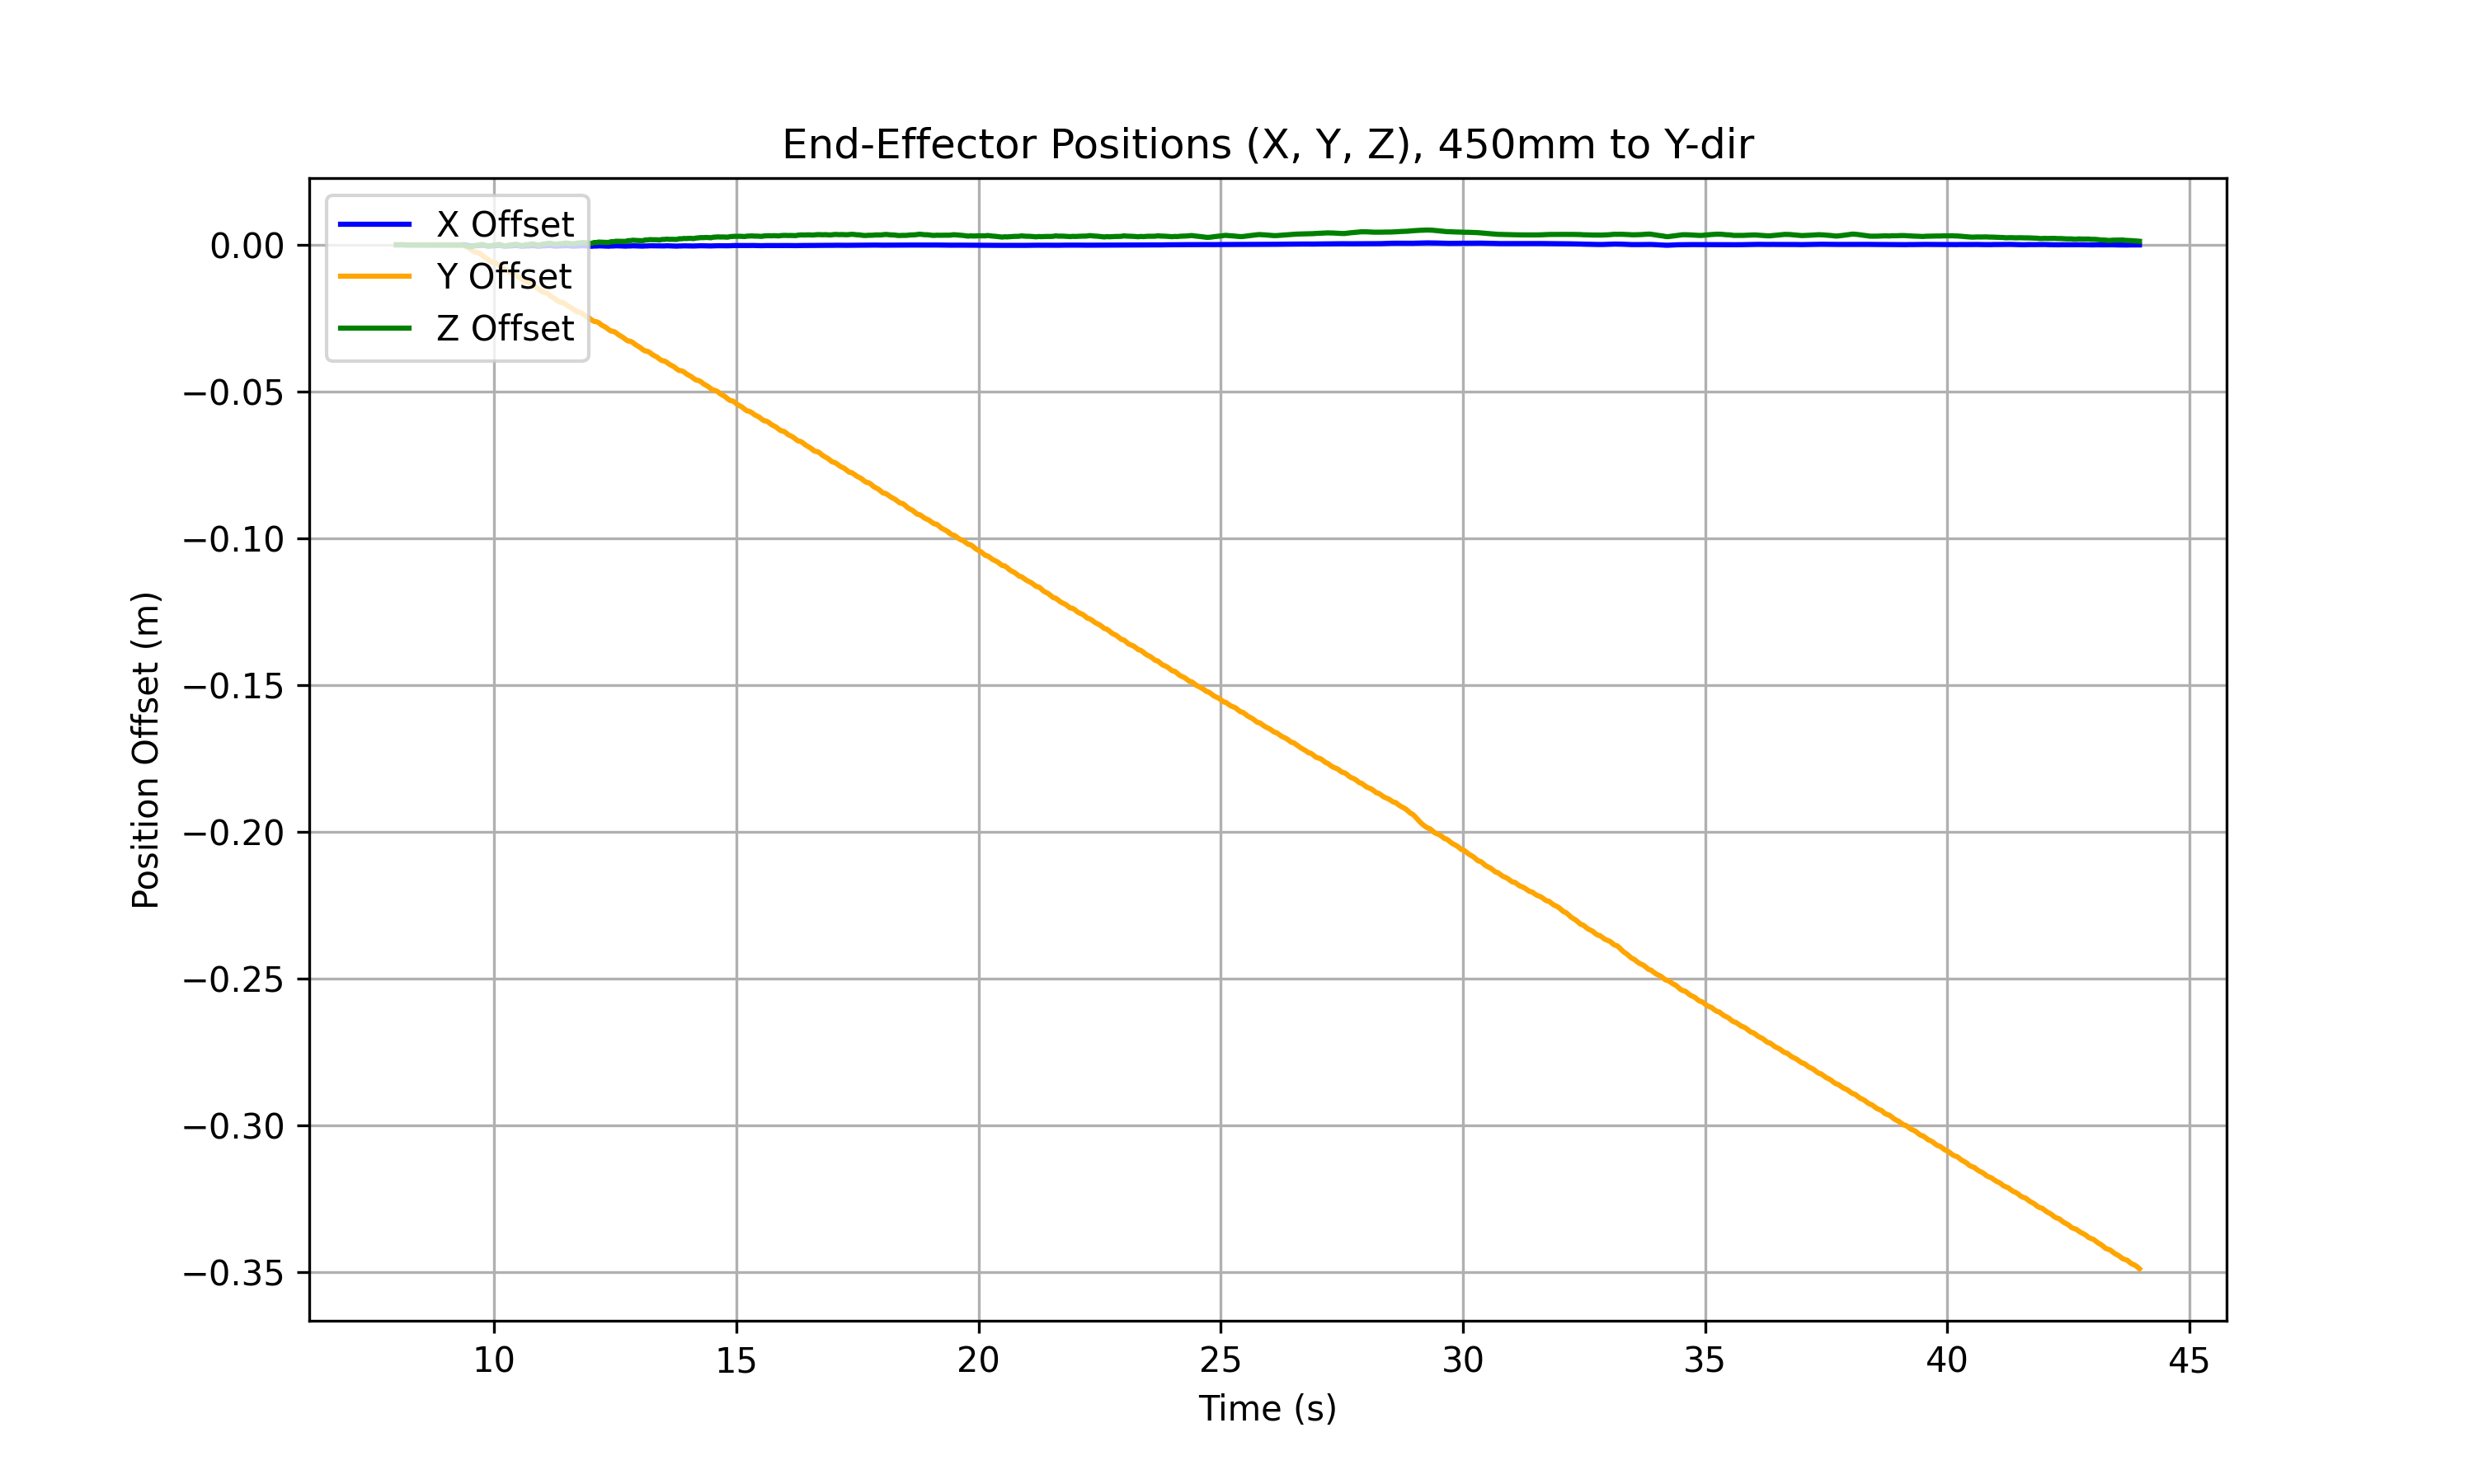 End-Effector Positions (X, Y, Z), 450mm to Y-dir
X Offset
Y Offset
Z Offset
Position Offset (m)
0.00
−0.05
−0.10
−0.15
−0.20
−0.25
−0.30
−0.35
10 15 20 25 30 35 40 45
Time (s)